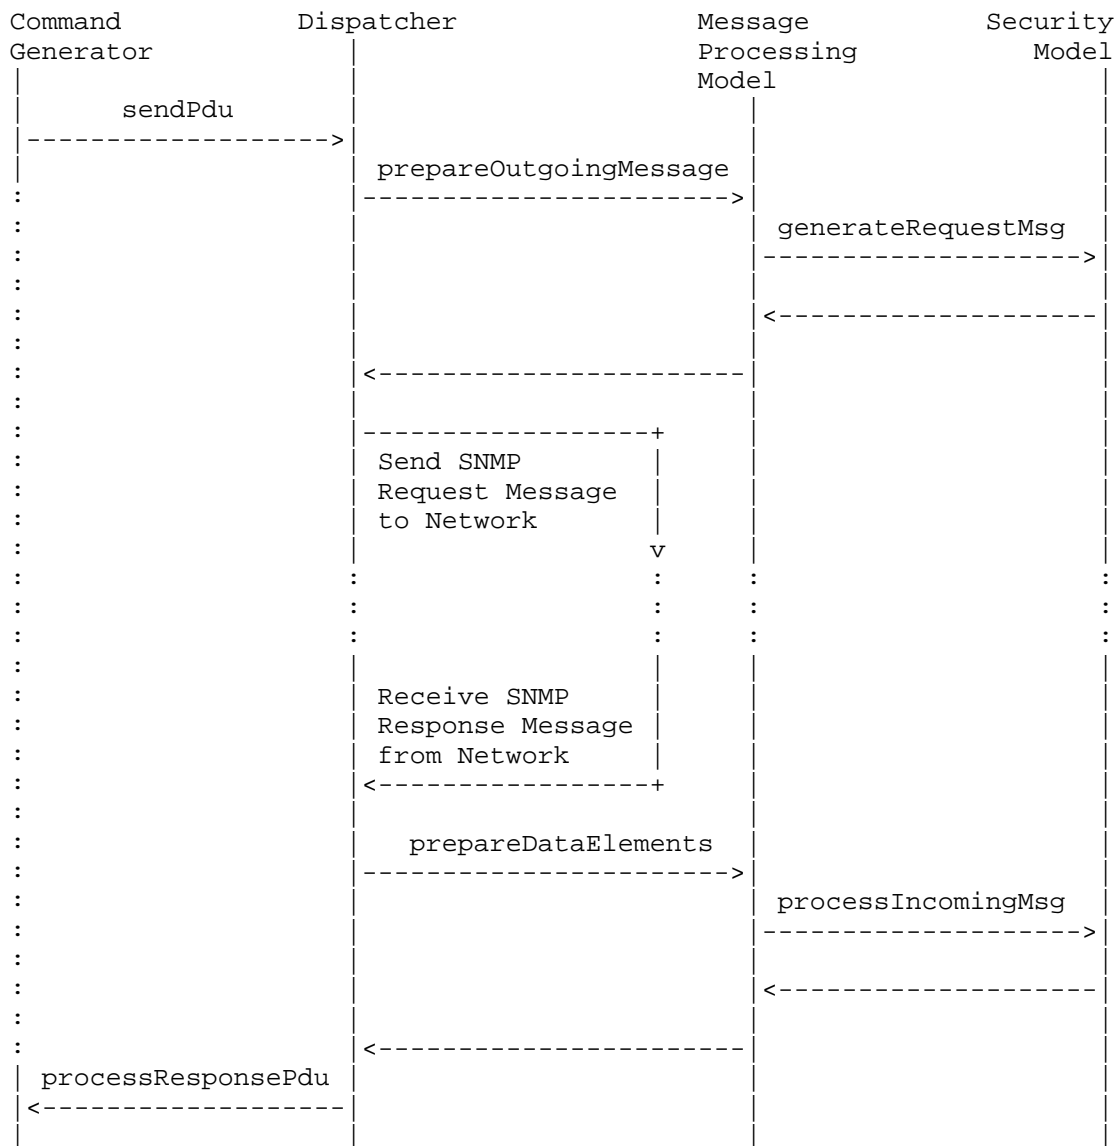 Command Dispatcher Message Security
Generator Processing Model
Model
sendPdu
prepareOutgoingMessage
generateRequestMsg
Send SNMP
Request Message
to Network
v
Receive SNMP
Response Message
from Network
prepareDataElements
processIncomingMsg
processResponsePdu